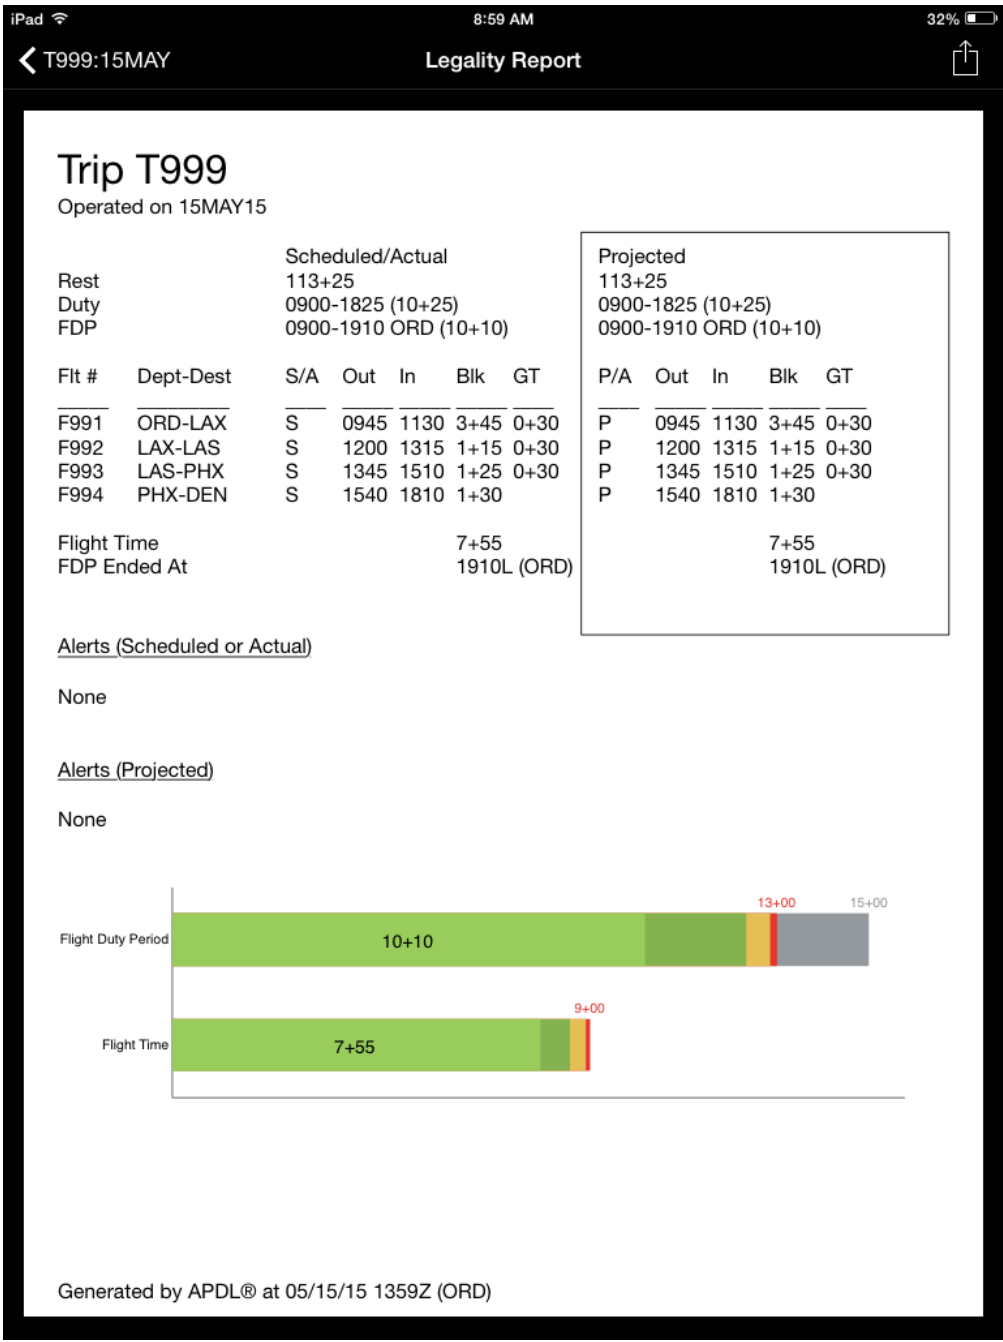 iPad 8:59 AM 32%
T999:15MAY Legality Report
Trip T999
Operated on 15MAY15
Scheduled/Actual Projected
Rest 113+25 113+25
Duty 0900-1825 (10+25) 0900-1825 (10+25)
FDP 0900-1910 ORD (10+10) 0900-1910 ORD (10+10)
Flt # Dept-Dest S/A Out In Blk GT P/A Out In Blk GT
F991 ORD-LAX S 0945 1130 3+45 0+30 P 0945 1130 3+45 0+30
F992 LAX-LAS S 1200 1315 1+15 0+30 P 1200 1315 1+15 0+30
F993 LAS-PHX S 1345 1510 1+25 0+30 P 1345 1510 1+25 0+30
F994 PHX-DEN S 1540 1810 1+30 P 1540 1810 1+30
Flight Time 7+55 7+55
FDP Ended At 1910L (ORD) 1910L (ORD)
Alerts (Scheduled or Actual)
None
Alerts (Projected)
None
13+00 15+00
Flight Duty Period 10+10
9+00
Flight Time 7+55
Generated by APDL® at 05/15/15 1359Z (ORD)